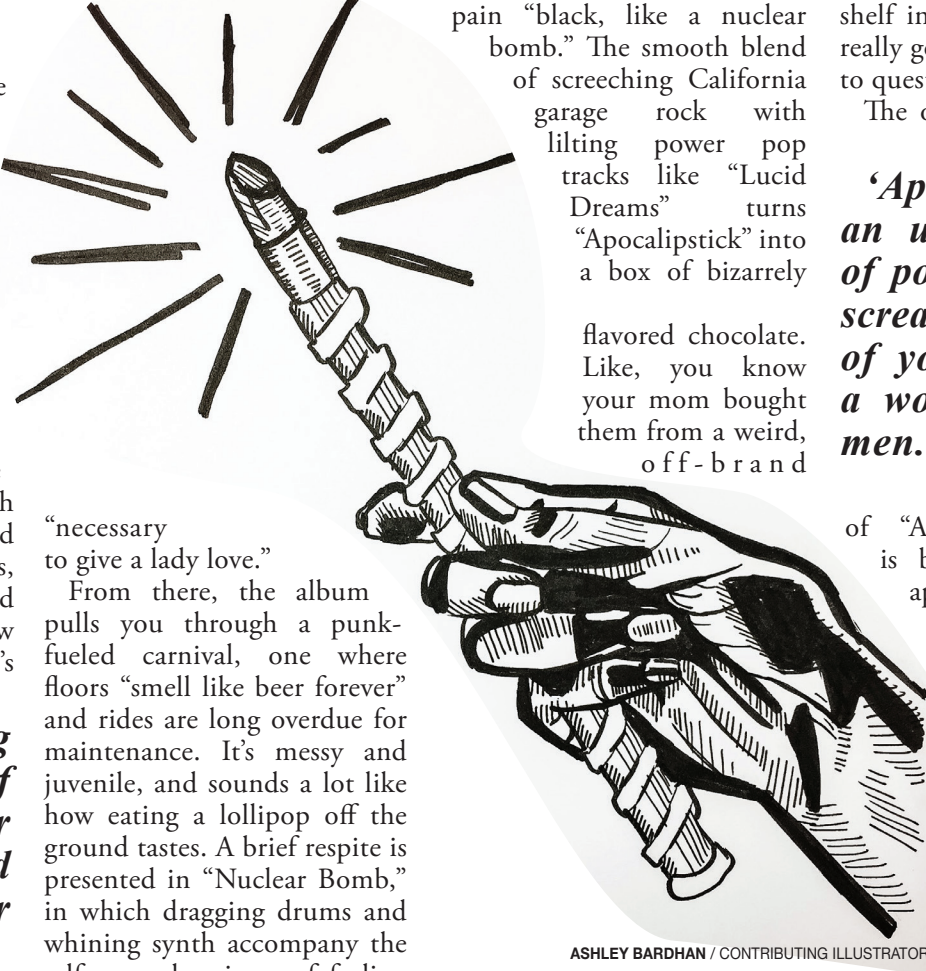 “necessary
to give a lady love.”
From there, the album
pulls you through a punk-
fueled carnival, one where
floors “smell like beer forever”
and rides are long overdue for
maintenance. It’s messy and
juvenile, and sounds a lot like
how eating a lollipop off the
ground tastes. A brief respite is
presented in “Nuclear Bomb,”
in which dragging drums and
whining synth accompany the
pain “black, like a nuclear
bomb.” The smooth blend
of screeching California
garage rock with
lilting power pop
tracks like “Lucid
Dreams” turns
“Apocalipstick” into
a box of bizarrely
flavored chocolate.
Like, you know
your mom bought
them from a weird,
off-brand
shelf in
really
to
The
‘Ap
an
of po
screa
of yo
a wo
men.
of “A
is b
ap
ASHLEY BARDHAN / CONTRIBUTING ILLUSTRATOR